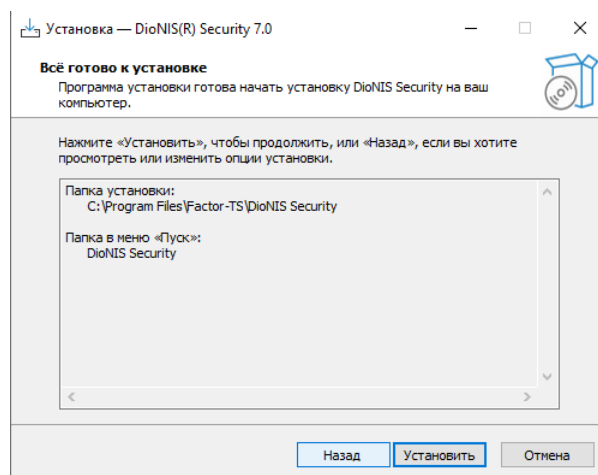 Установка — DioNIS(R) Security 7.0
Всё готово к установке
Программа установки готова начать установку DioNIS Security на ваш
компьютер.
Нажмите «Установить», чтобы продолжить, или «Назад», если вы хотите
просмотреть или изменить опции установки.
Папка установки:
C:\Program Files\Factor-TS\DioNIS Security
Папка в меню «Пуск»:
DioNIS Security
Назад
Установить
Отмена